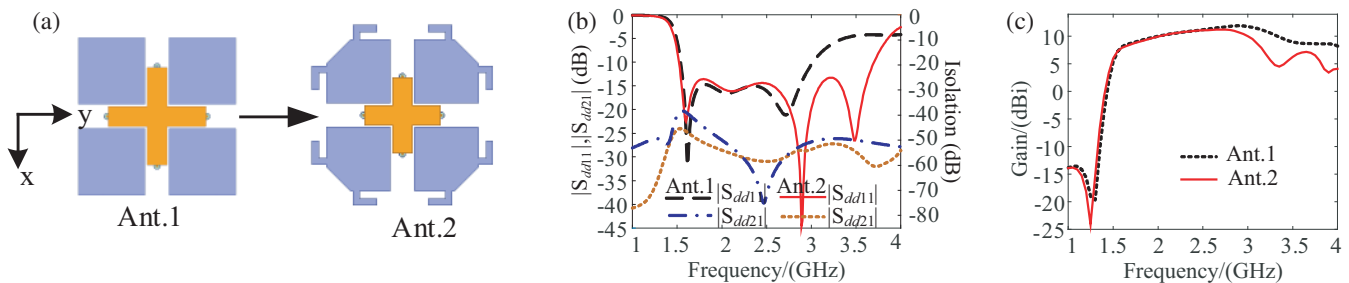 (a)
y
x
Ant.1
Ant.2
(b)
|S_dd11|,|S_dd21| (dB)
0
-5
-10
-15
-20
-25
-30
-35
-40
-45
0
-10
-20
-30
-40
-50
-60
-70
-80
Isolation (dB)
Ant.1 Ant.2
|S_dd11| |S_dd11|
|S_dd21| |S_dd21|
1 1.5 2 2.5 3 3.5 4
Frequency/(GHz)
(c)
Gain/(dBi)
10
5
0
-5
-10
-15
-20
-25
Ant.1
Ant.2
1 1.5 2 2.5 3 3.5 4
Frequency/(GHz)